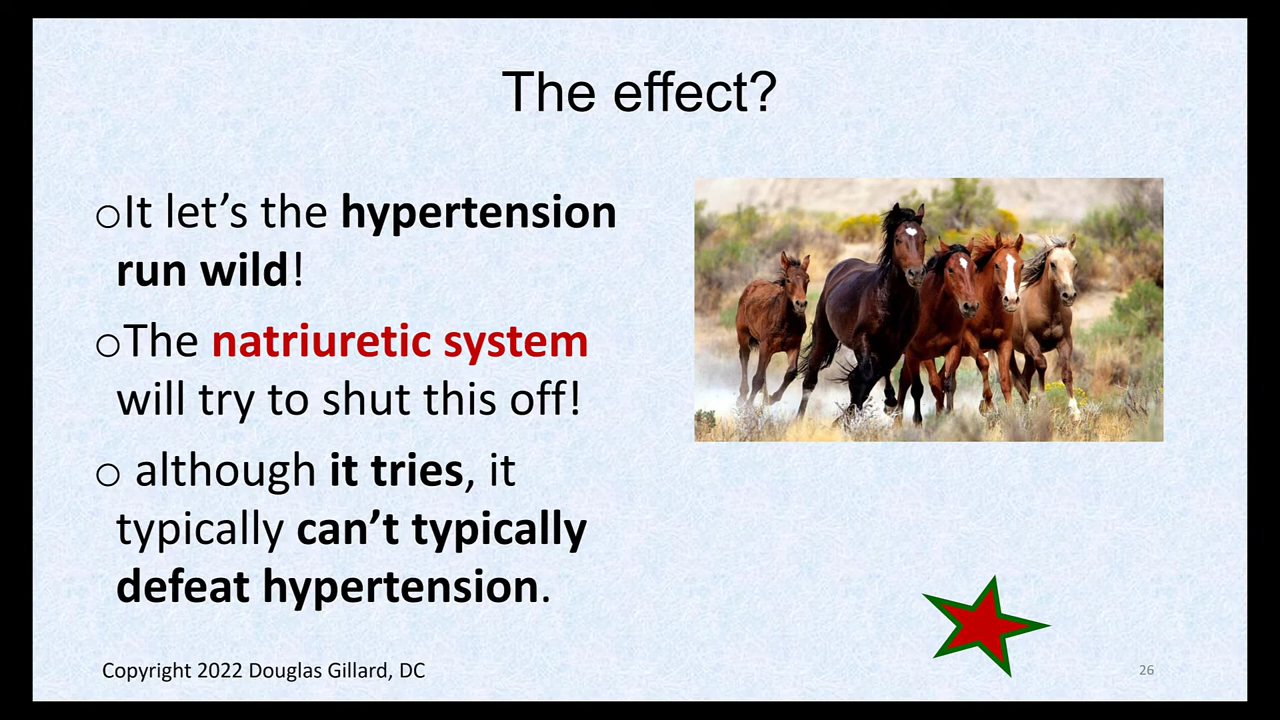 The effect?
oIt let’s the hypertension
run wild!
oThe natriuretic system
will try to shut this off!
o although it tries, it
typically can’t typically
defeat hypertension.
Copyright 2022 Douglas Gillard, DC
26